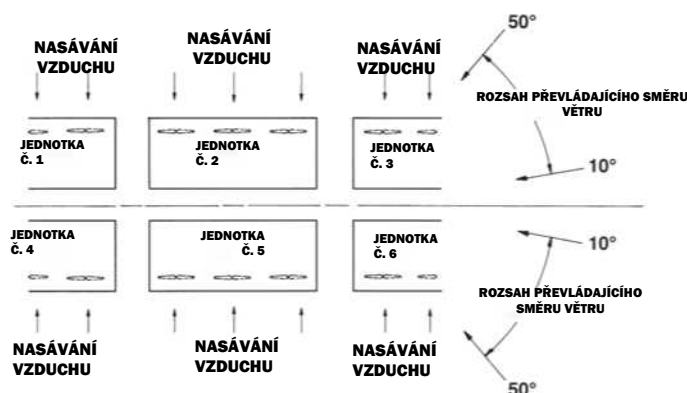 50°
NASÁVÁNÍ
VZDUCHU
NASÁVÁNÍ
VZDUCHU
NASÁVÁNÍ
VZDUCHU
ROZSAH PŘEVLÁDAJÍCÍHO SMĚRU
VĚTRU
JEDNOTKA
Č. 1
JEDNOTKA
Č. 2
JEDNOTKA
Č. 3
10°
JEDNOTKA
Č. 4
JEDNOTKA
Č. 5
JEDNOTKA
Č. 6
10°
ROZSAH PŘEVLÁDAJÍCÍHO
SMĚRU VĚTRU
NASÁVÁNÍ
VZDUCHU
NASÁVÁNÍ
VZDUCHU
NASÁVÁNÍ
VZDUCHU
50°